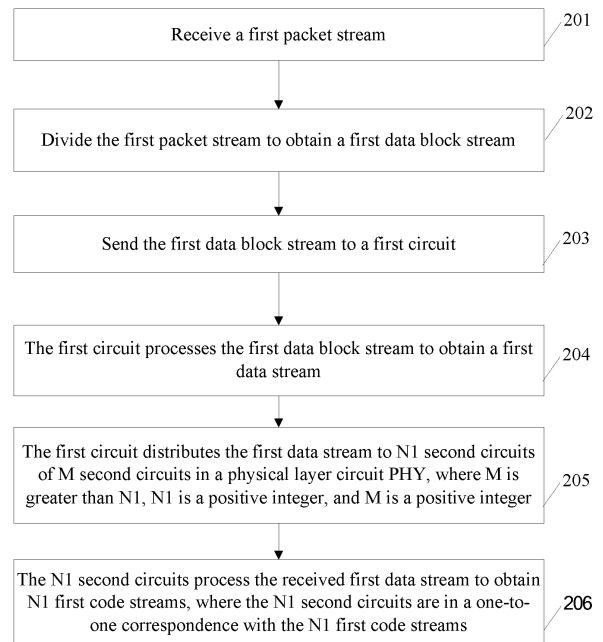 Receive a first packet stream
201
Divide the first packet stream to obtain a first data block stream
202
Send the first data block stream to a first circuit
203
The first circuit processes the first data block stream to obtain a first
data stream
204
The first circuit distributes the first data stream to N1 second circuits
of M second circuits in a physical layer circuit PHY, where M is
greater than N1, N1 is a positive integer, and M is a positive integer
205
The N1 second circuits process the received first data stream to obtain
N1 first code streams, where the N1 second circuits are in a one-to-
one correspondence with the N1 first code streams
206